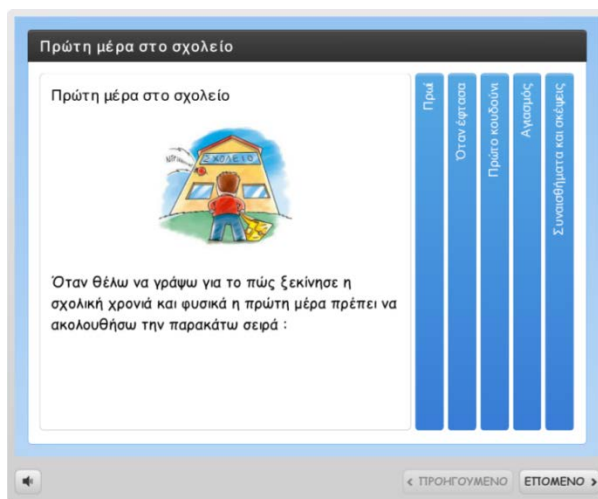 Πρώτη μέρα στο σχολείο
Πρώτη μέρα στο σχολείο
ΣΧΟΛΕΙΟ
Όταν θέλω να γράψω για το πώς ξεκίνησε η
σχολική χρονιά και φυσικά η πρώτη μέρα πρέπει να
ακολουθήσω την παρακάτω σειρά :
Πρωί
Όταν έφτασα
Πρώτο κουδούνι
Αγιασμός
Συναισθήματα και σκέψεις
< ΠΡΟΗΓΟΥΜΕΝΟ
ΕΠΟΜΕΝΟ >